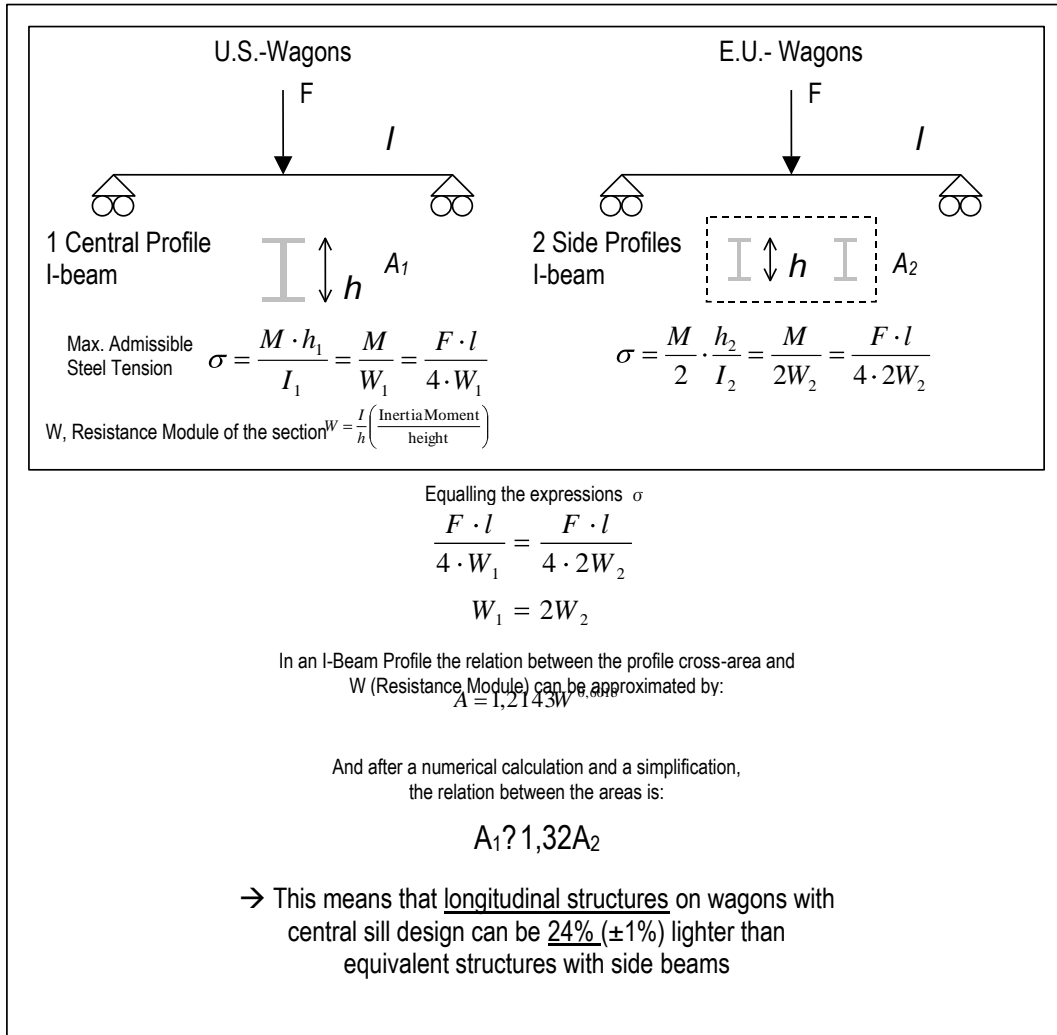 U.S.-Wagons
F
l
1 Central Profile
I-beam
h
A1
Max. Admissible
Steel Tension
σ = M · h1 / I1 = M / W1 = F · l / 4 · W1
W, Resistance Module of the section W = I / h (InertiaMoment / height)
E.U.- Wagons
F
l
2 Side Profiles
I-beam
h
A2
σ = M / 2 · h2 / I2 = M / 2W2 = F · l / 4 · 2W2
Equalling the expressions σ
F · l / 4 · W1 = F · l / 4 · 2W2
W1 = 2W2
In an I-Beam Profile the relation between the profile cross-area and
W (Resistance Module) can be approximated by:
A = 1,2143W
And after a numerical calculation and a simplification,
the relation between the areas is:
A1?1,32A2
→ This means that longitudinal structures on wagons with
central sill design can be 24% (±1%) lighter than
equivalent structures with side beams